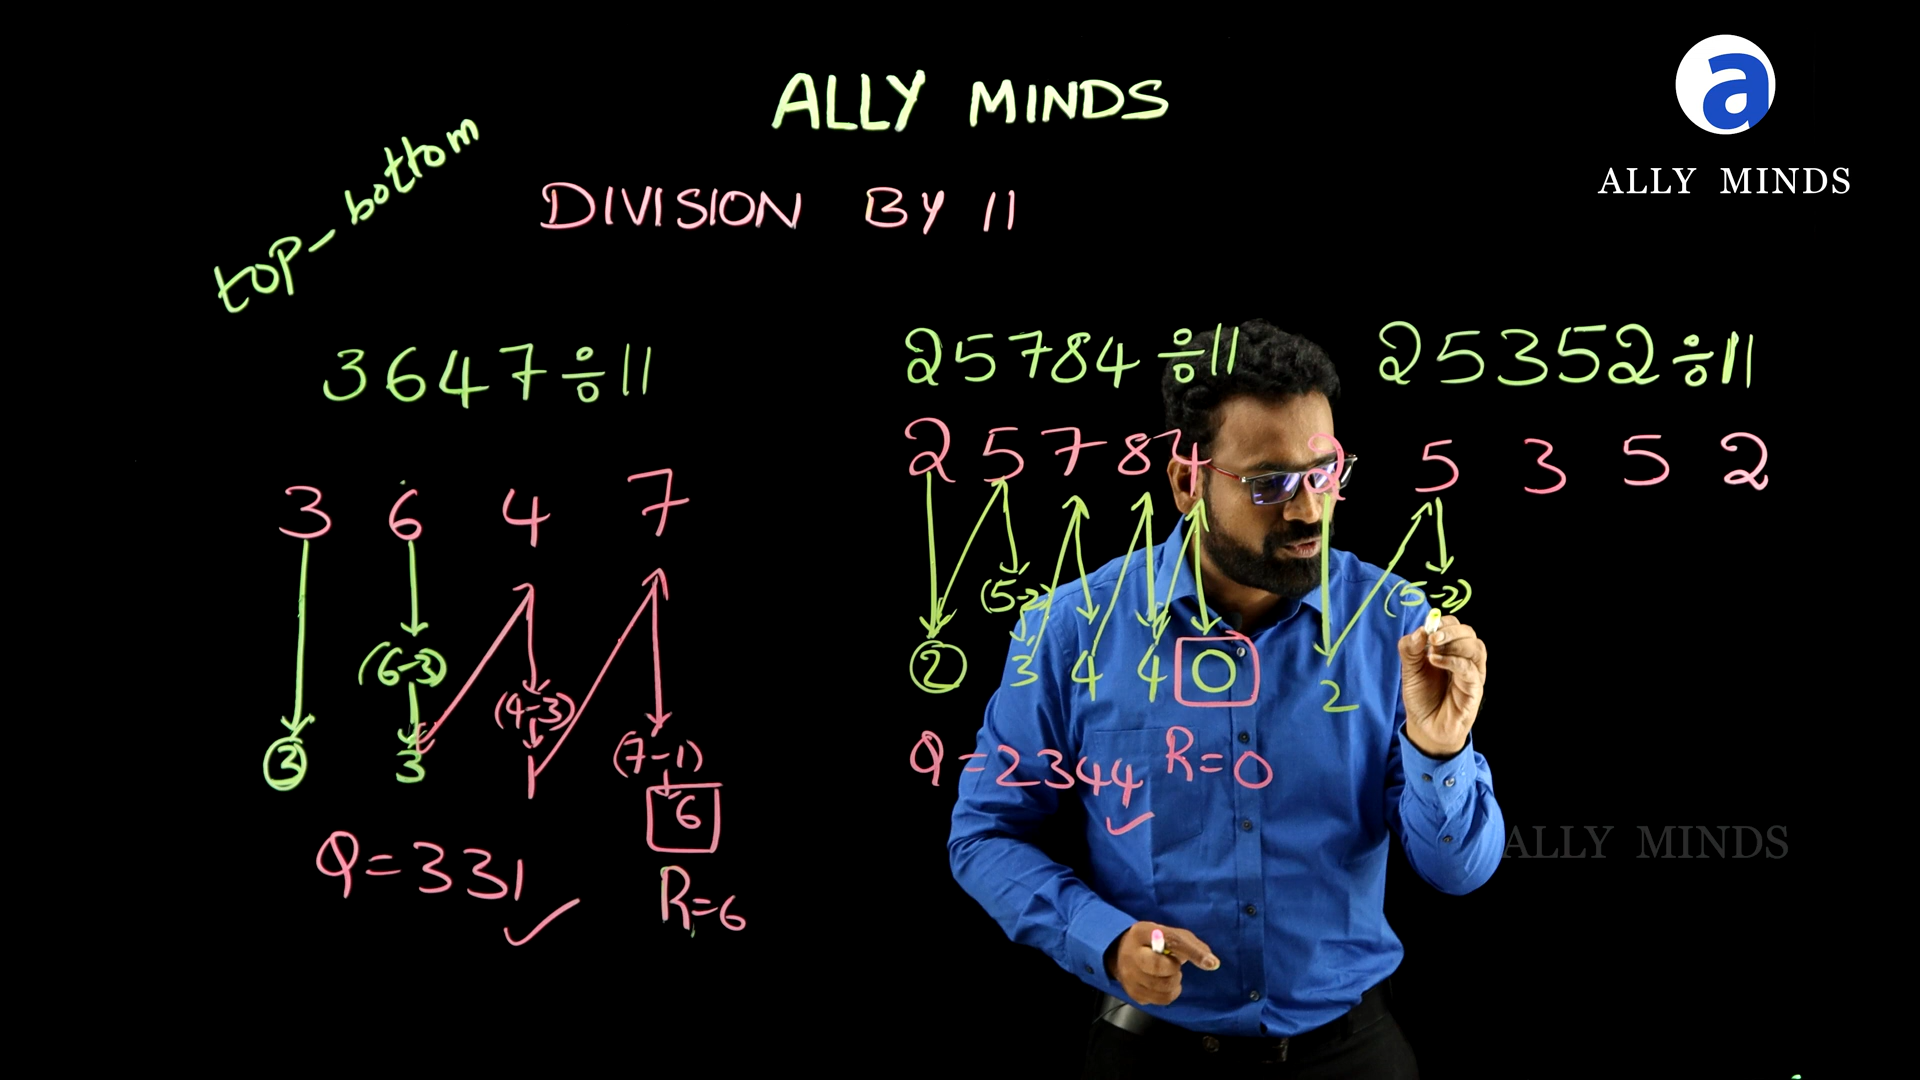 ALLY MINDS
a
ALLY MINDS
top-bottom
DIVISION BY 11
3647÷11
3 6 4 7
(6-3)
(4-3)
(7-1)
3 3 1 6
Q=331
R=6
25784÷11
2 5 7 8 4
(5-2)
2 3 4 4 0
Q=2344 R=0
25352÷11
2 5 3 5 2
(5-2)
2
ALLY MINDS